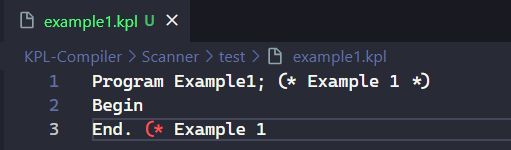 example1.kpl U ×
KPL-Compiler > Scanner > test > example1.kpl
1 Program Example1; (* Example 1 *)
2 Begin
3 End. (* Example 1